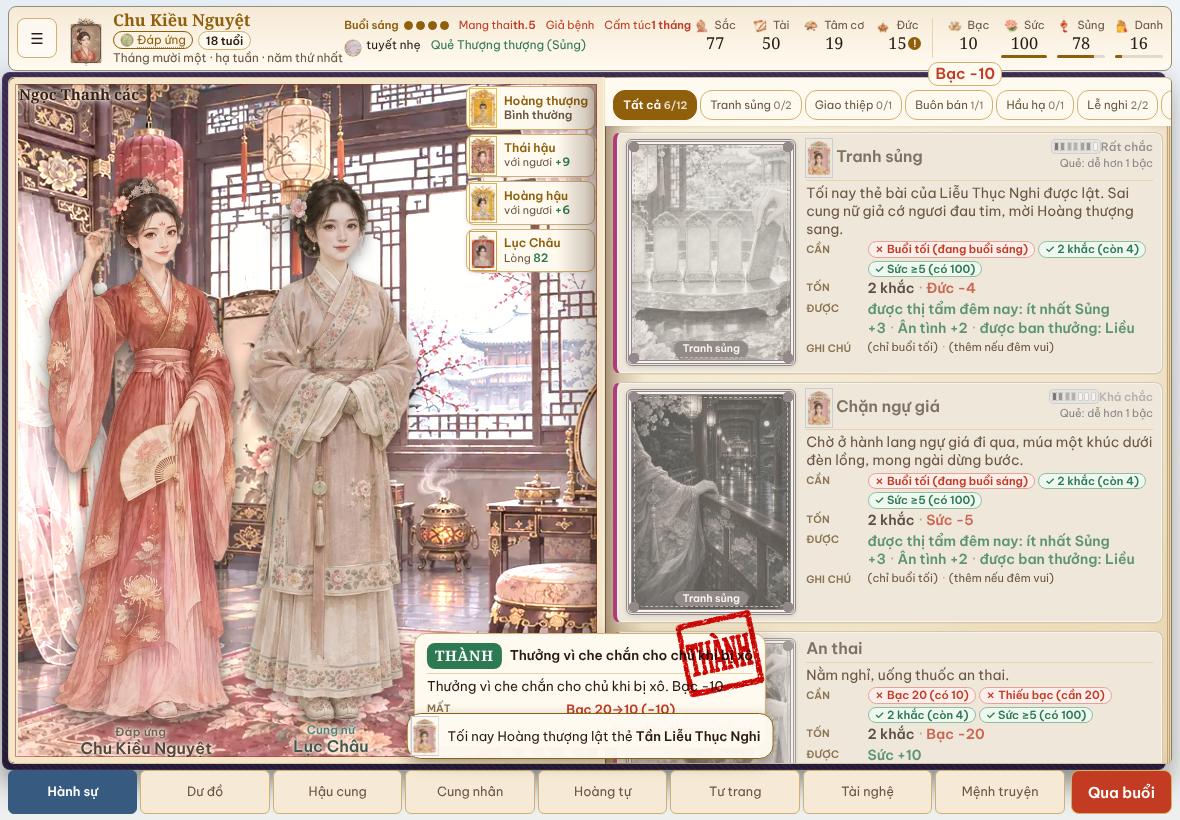 ☰
Chu Kiều Nguyệt
Đáp ứng
18 tuổi
Tháng mười một · hạ tuần · năm thứ nhất
Buổi sáng
Mang thai th.5 Giả bệnh Cấm túc 1 tháng
tuyết nhẹ Quẻ Thượng thượng (Sủng)
Sắc
77
Tài
50
Tâm cơ
19
Đức
15 !
Bạc
10
Sức
100
Sủng
78
Danh
16
Bạc -10
Ngọc Thanh các
Hoàng thượng
Bình thường
Thái hậu
với ngươi +9
Hoàng hậu
với ngươi +6
Lục Châu
Lòng 82
Đáp ứng
Chu Kiều Nguyệt
Cung nữ
Lục Châu
Tất cả 6/12
Tranh sủng 0/2
Giao thiệp 0/1
Buôn bán 1/1
Hầu hạ 0/1
Lễ nghi 2/2
Tranh sủng
Tranh sủng
Rất chắc
Quẻ: dễ hơn 1 bậc
Tối nay thẻ bài của Liễu Thục Nghi được lật. Sai
cung nữ giả cớ ngươi đau tim, mời Hoàng thượng
sang.
CẦN × Buổi tối (đang buổi sáng) ✓ 2 khắc (còn 4)
✓ Sức ≥5 (có 100)
TỐN 2 khắc · Đức -4
ĐƯỢC được thị tẩm đêm nay: ít nhất Sủng
+3 · Ân tình +2 · được ban thưởng: Liều
GHI CHÚ (chỉ buổi tối) · (thêm nếu đêm vui)
Tranh sủng
Chặn ngự giá
Khá chắc
Quẻ: dễ hơn 1 bậc
Chờ ở hành lang ngự giá đi qua, múa một khúc dưới
đèn lồng, mong ngài dừng bước.
CẦN × Buổi tối (đang buổi sáng) ✓ 2 khắc (còn 4)
✓ Sức ≥5 (có 100)
TỐN 2 khắc · Sức -5
ĐƯỢC được thị tẩm đêm nay: ít nhất Sủng
+3 · Ân tình +2 · được ban thưởng: Liều
GHI CHÚ (chỉ buổi tối) · (thêm nếu đêm vui)
An thai
Nằm nghỉ, uống thuốc an thai.
CẦN × Bạc 20 (có 10) × Thiếu bạc (cần 20)
✓ 2 khắc (còn 4) ✓ Sức ≥5 (có 100)
TỐN 2 khắc · Bạc -20
ĐƯỢC Sức +10
THÀNH Thưởng vì che chắn cho chủ khi bị xô.
THÀNH
Thưởng vì che chắn cho chủ khi bị xô. Bạc -10
MẤT Bạc 20→10 (-10)
Tối nay Hoàng thượng lật thẻ Tần Liễu Thục Nghi
Hành sự
Dư đồ
Hậu cung
Cung nhân
Hoàng tự
Tư trang
Tài nghệ
Mệnh truyện
Qua buổi